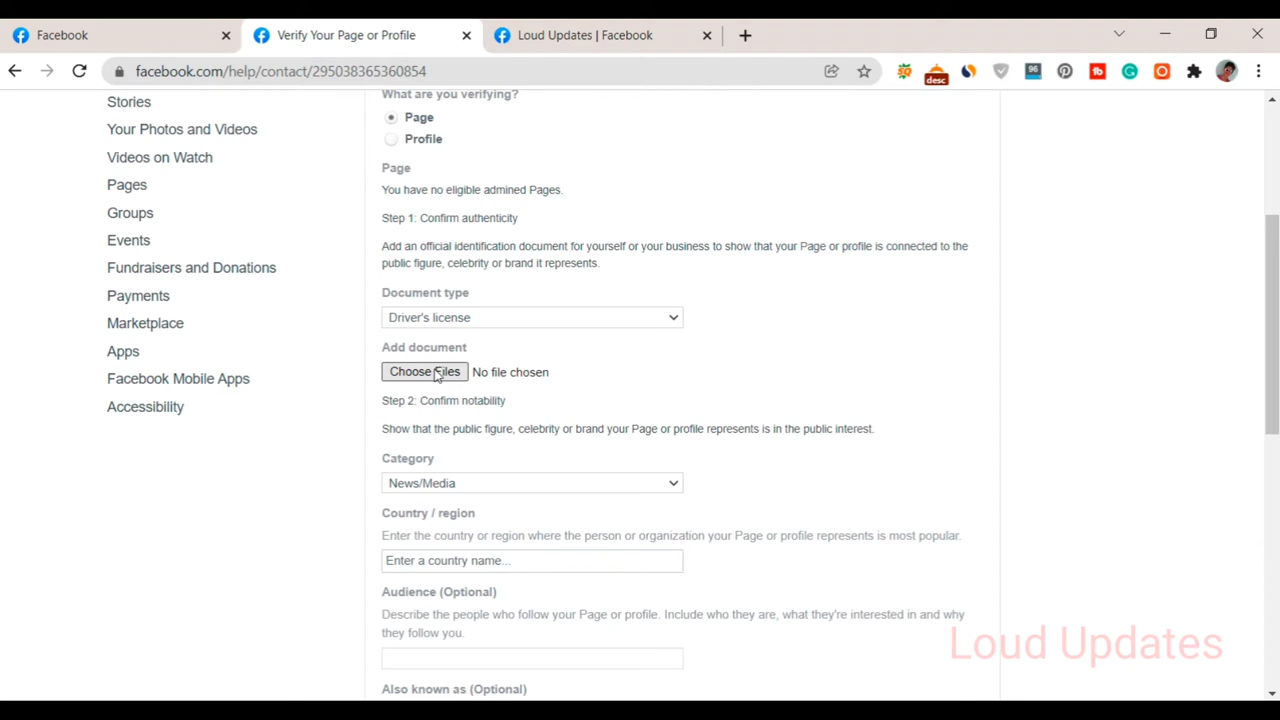 Facebook
Verify Your Page or Profile
Loud Updates | Facebook
facebook.com/help/contact/295038365360854
desc
96
Stories
Your Photos and Videos
Videos on Watch
Pages
Groups
Events
Fundraisers and Donations
Payments
Marketplace
Apps
Facebook Mobile Apps
Accessibility
What are you verifying?
Page
Profile
Page
You have no eligible admined Pages.
Step 1: Confirm authenticity
Add an official identification document for yourself or your business to show that your Page or profile is connected to the
public figure, celebrity or brand it represents.
Document type
Driver's license
Add document
Choose Files No file chosen
Step 2: Confirm notability
Show that the public figure, celebrity or brand your Page or profile represents is in the public interest.
Category
News/Media
Country / region
Enter the country or region where the person or organization your Page or profile represents is most popular.
Enter a country name...
Audience (Optional)
Describe the people who follow your Page or profile. Include who they are, what they're interested in and why
they follow you.
Loud Updates
Also known as (Optional)